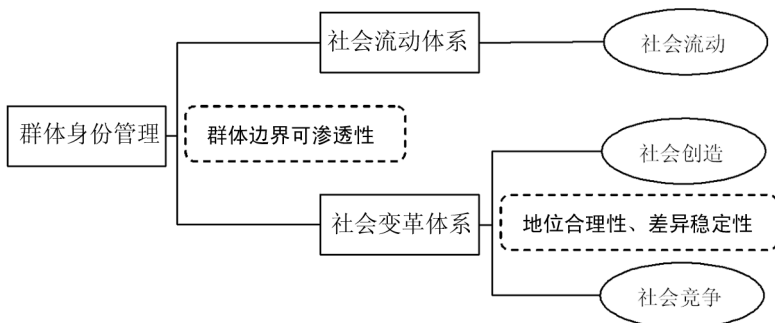 社会流动体系
社会流动
群体身份管理
群体边界可渗透性
社会创造
社会变革体系
地位合理性、差异稳定性
社会竞争